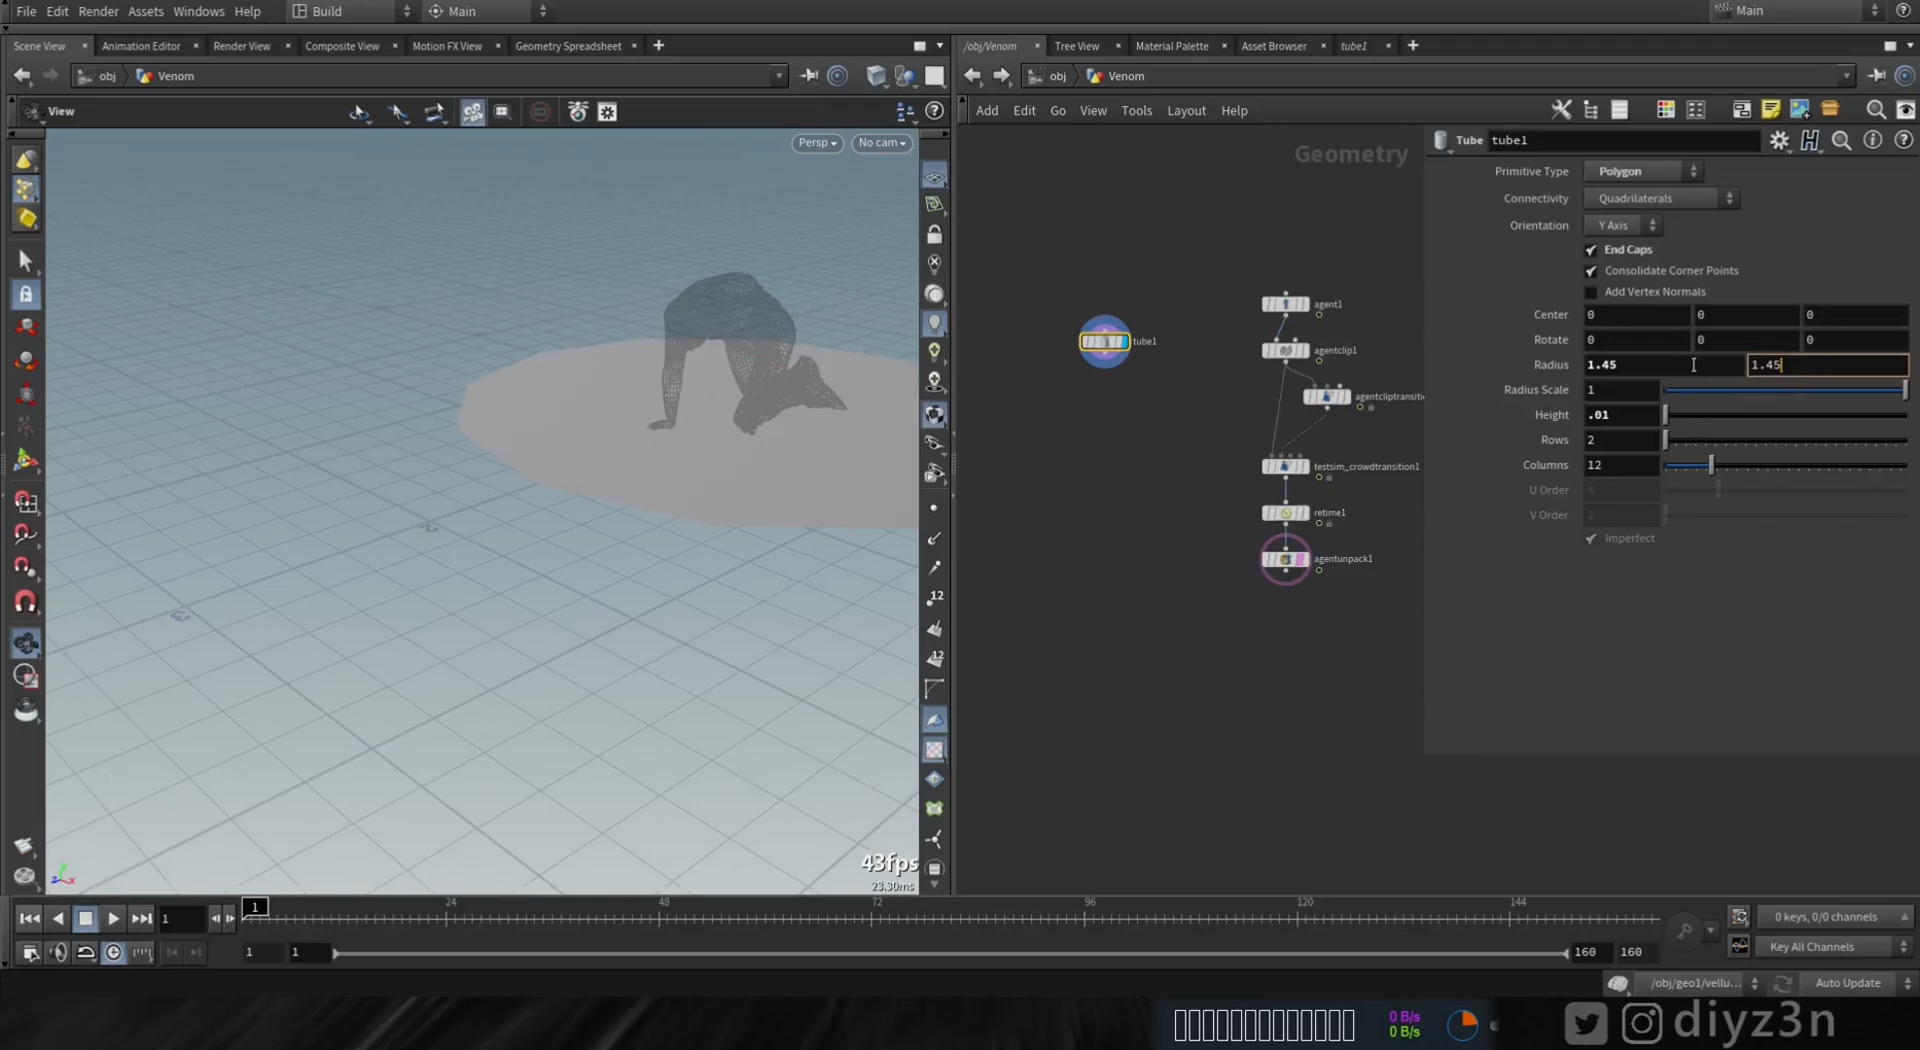 File Edit Render Assets Windows Help Build Main Main
Scene View Animation Editor Render View Composite View Motion FX View Geometry Spreadsheet
/obj/Venom Tree View Material Palette Asset Browser tube1
obj Venom
obj Venom
View
Add Edit Go View Tools Layout Help
Persp No cam
Geometry
Tube tube1
Primitive Type Polygon
Connectivity Quadrilaterals
Orientation Y Axis
End Caps
Consolidate Corner Points
Add Vertex Normals
Center 0 0 0
Rotate 0 0 0
Radius 1.45 1.45
Radius Scale 1
Height .01
Rows 2
Columns 12
U Order 4
V Order 2
Imperfect
tube1
agent1
agentclip1
agentcliptransiti
testsim_crowdtransition1
retime1
agentunpack1
12
12
43fps
23.30ms
1 1 24 48 72 96 120 144
0 keys, 0/0 channels
1 1 160 160
Key All Channels
/obj/geo1/vellu... Auto Update
0 B/s
0 B/s
diyz3n